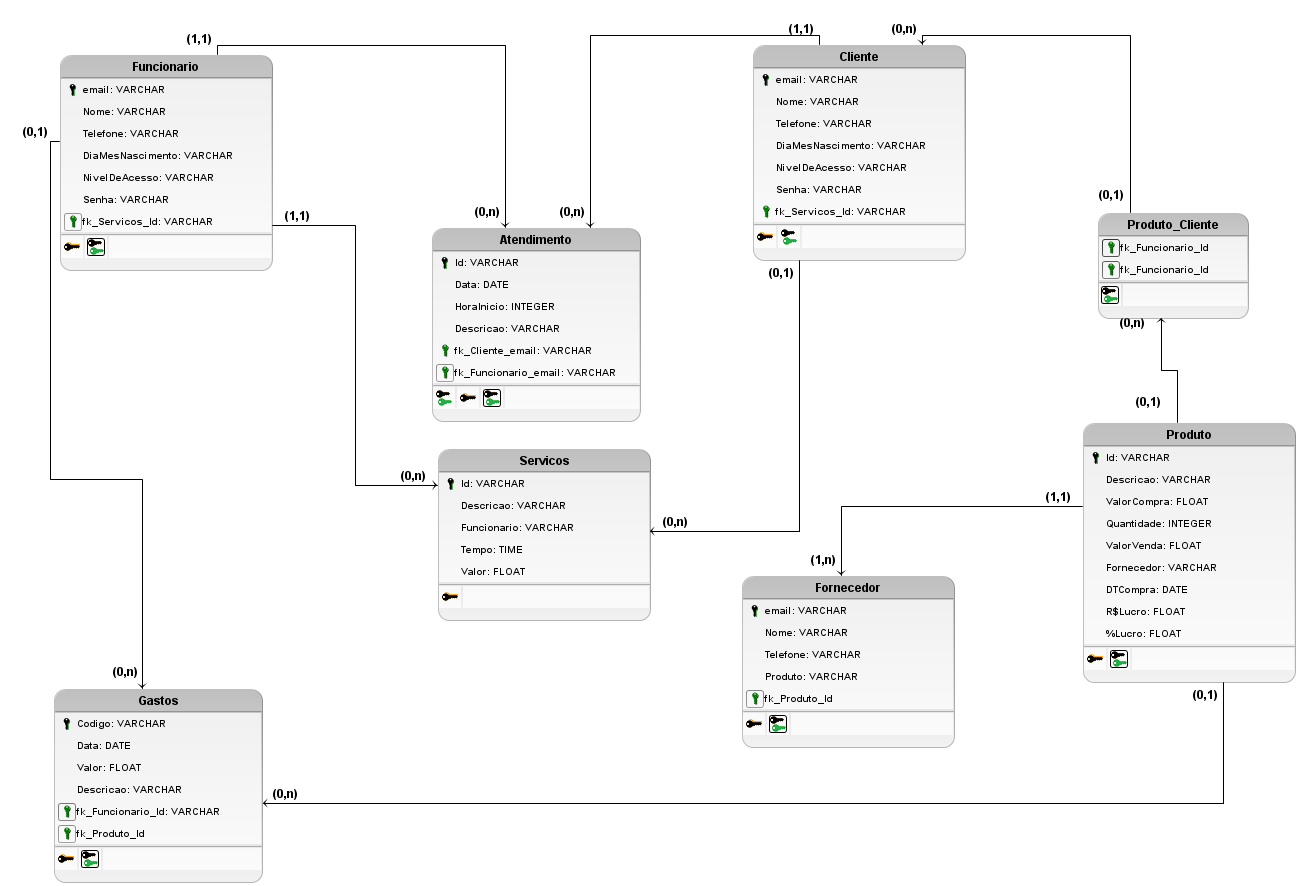 (1,1)
Funcionario
email: VARCHAR
Nome: VARCHAR
Telefone: VARCHAR
DiaMesNascimento: VARCHAR
NivelDeAcesso: VARCHAR
Senha: VARCHAR
fk_Servicos_Id: VARCHAR
(0,1)
(1,1)
(0,n)
(0,n)
Atendimento
Id: VARCHAR
Data: DATE
HoraInicio: INTEGER
Descricao: VARCHAR
fk_Cliente_email: VARCHAR
fk_Funcionario_email: VARCHAR
(1,1)
(0,n)
Cliente
email: VARCHAR
Nome: VARCHAR
Telefone: VARCHAR
DiaMesNascimento: VARCHAR
NivelDeAcesso: VARCHAR
Senha: VARCHAR
fk_Servicos_Id: VARCHAR
(0,1)
(0,1)
Produto_Cliente
fk_Funcionario_Id
fk_Funcionario_Id
(0,n)
(0,1)
(0,n)
Servicos
Id: VARCHAR
Descricao: VARCHAR
Funcionario: VARCHAR
Tempo: TIME
Valor: FLOAT
(0,n)
Produto
Id: VARCHAR
Descricao: VARCHAR
ValorCompra: FLOAT
Quantidade: INTEGER
ValorVenda: FLOAT
Fornecedor: VARCHAR
DTCompra: DATE
R$Lucro: FLOAT
%Lucro: FLOAT
(1,1)
(1,n)
Fornecedor
email: VARCHAR
Nome: VARCHAR
Telefone: VARCHAR
Produto: VARCHAR
fk_Produto_Id
(0,1)
(0,n)
Gastos
Codigo: VARCHAR
Data: DATE
Valor: FLOAT
Descricao: VARCHAR
fk_Funcionario_Id: VARCHAR
fk_Produto_Id
(0,n)